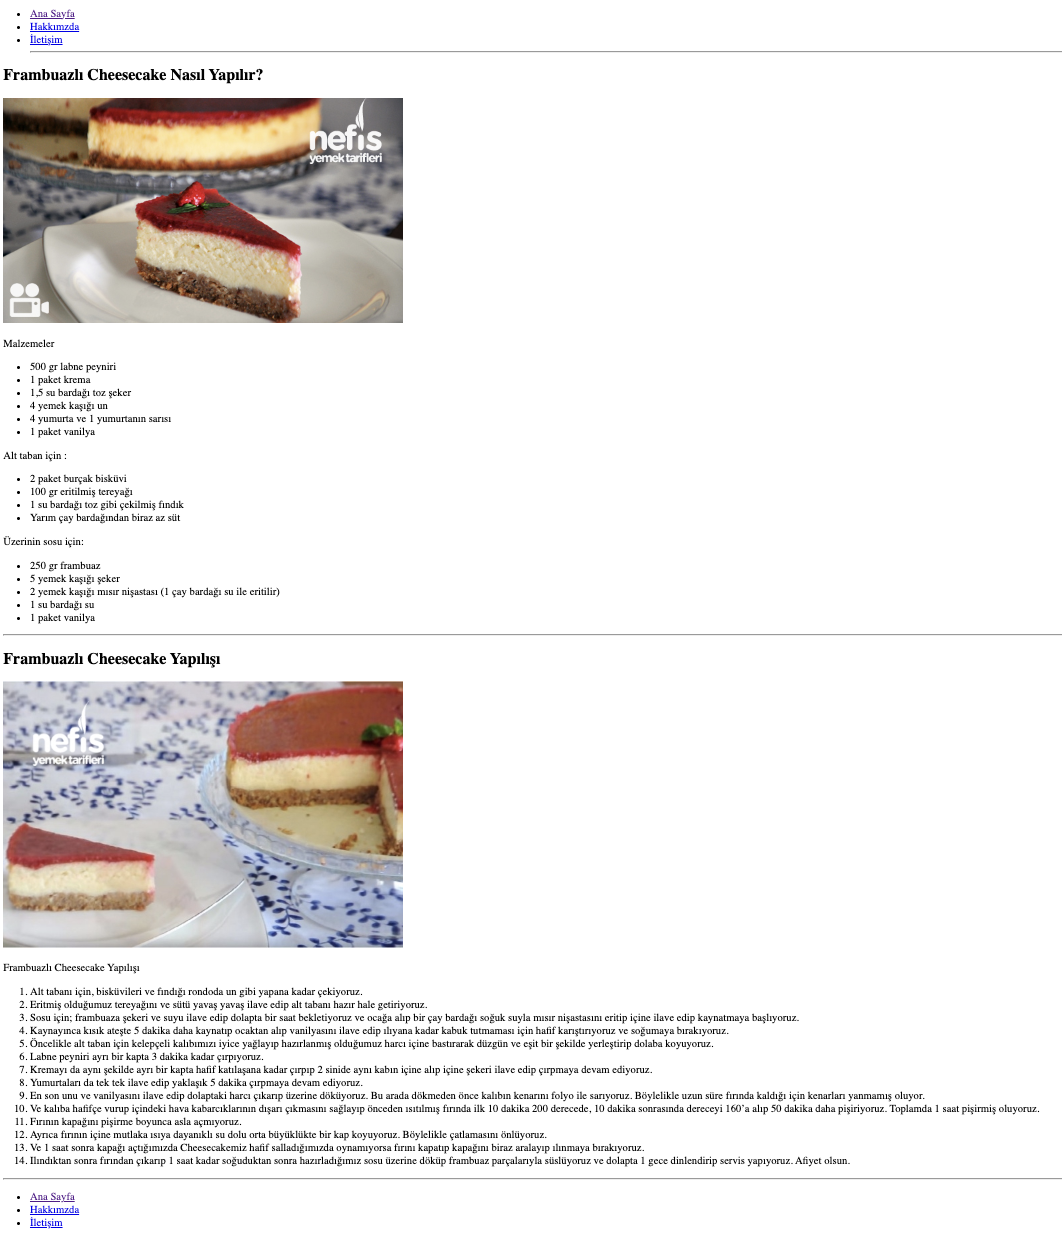 Ana Sayfa
Hakkımzda
İletişim
Frambuazlı Cheesecake Nasıl Yapılır?
nefis
yemek tarifleri
Malzemeler
500 gr labne peyniri
1 paket krema
1,5 su bardağı toz şeker
4 yemek kaşığı un
4 yumurta ve 1 yumurtanın sarısı
1 paket vanilya
Alt taban için :
2 paket burçak bisküvi
100 gr eritilmiş tereyağı
1 su bardağı toz gibi çekilmiş fındık
Yarım çay bardağından biraz az süt
Üzerinin sosu için:
250 gr frambuaz
5 yemek kaşığı şeker
2 yemek kaşığı mısır nişastası (1 çay bardağı su ile eritilir)
1 su bardağı su
1 paket vanilya
Frambuazlı Cheesecake Yapılışı
nefis
yemek tarifleri
Frambuazlı Cheesecake Yapılışı
1. Alt tabanı için, bisküvileri ve fındığı rondoda un gibi yapana kadar çekiyoruz.
2. Eritmiş olduğumuz tereyağını ve sütü yavaş yavaş ilave edip alt tabanı hazır hale getiriyoruz.
3. Sosu için; frambuaza şekeri ve suyu ilave edip dolapta bir saat bekletiyoruz ve ocağa alıp bir çay bardağı soğuk suyla mısır nişastasını eritip içine ilave edip kaynatmaya başlıyoruz.
4. Kaynayınca kısık ateşte 5 dakika daha kaynatıp ocaktan alıp vanilyasını ilave edip ılıyana kadar kabuk tutmaması için hafif karıştırıyoruz ve soğumaya bırakıyoruz.
5. Öncelikle alt taban için kelepçeli kalıbımızı iyice yağlayıp hazırlanmış olduğumuz harcı içine bastırarak düzgün ve eşit bir şekilde yerleştirip dolaba koyuyoruz.
6. Labne peyniri ayrı bir kapta 3 dakika kadar çırpıyoruz.
7. Kremayı da aynı şekilde ayrı bir kapta hafif katılaşana kadar çırpıp 2 sinide aynı kabın içine alıp içine şekeri ilave edip çırpmaya devam ediyoruz.
8. Yumurtaları da tek tek ilave edip yaklaşık 5 dakika çırpmaya devam ediyoruz.
9. En son unu ve vanilyasını ilave edip dolaptaki harcı çıkarıp üzerine döküyoruz. Bu arada dökmeden önce kalıbın kenarını folyo ile sarıyoruz. Böylelikle uzun süre fırında kaldığı için kenarları yanmamış oluyor.
10. Ve kalıba hafifçe vurup içindeki hava kabarcıklarının dışarı çıkmasını sağlayıp önceden ısıtılmış fırında ilk 10 dakika 200 derecede, 10 dakika sonrasında dereceyi 160’a alıp 50 dakika daha pişiriyoruz. Toplamda 1 saat pişirmiş oluyoruz.
11. Fırının kapağını pişirme boyunca asla açmıyoruz.
12. Ayrıca fırının içine mutlaka ısıya dayanıklı su dolu orta büyüklükte bir kap koyuyoruz. Böylelikle çatlamasını önlüyoruz.
13. Ve 1 saat sonra kapağı açtığımızda Cheesecakemiz hafif salladığımızda oynamıyorsa fırını kapatıp kapağını biraz aralayıp ılınmaya bırakıyoruz.
14. Ilındıktan sonra fırından çıkarıp 1 saat kadar soğuduktan sonra hazırladığımız sosu üzerine döküp frambuaz parçalarıyla süslüyoruz ve dolapta 1 gece dinlendirip servis yapıyoruz. Afiyet olsun.
Ana Sayfa
Hakkımzda
İletişim